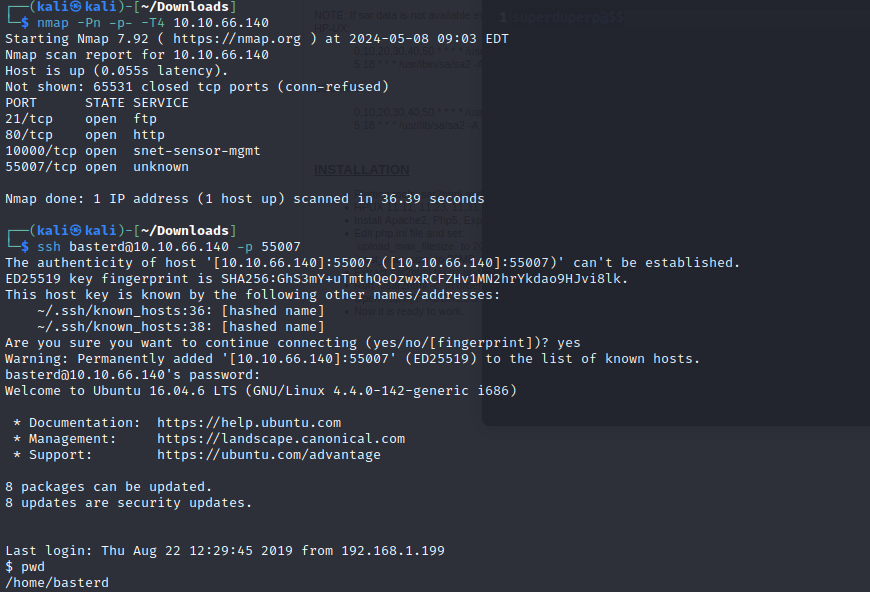 ┌──(kali㉿kali)-[~/Downloads]
└─$ nmap -Pn -p- -T4 10.10.66.140
Starting Nmap 7.92 ( https://nmap.org ) at 2024-05-08 09:03 EDT
Nmap scan report for 10.10.66.140
Host is up (0.055s latency).
Not shown: 65531 closed tcp ports (conn-refused)
PORT      STATE SERVICE
21/tcp    open  ftp
80/tcp    open  http
10000/tcp open  snet-sensor-mgmt
55007/tcp open  unknown
Nmap done: 1 IP address (1 host up) scanned in 36.39 seconds
INSTALLATION
┌──(kali㉿kali)-[~/Downloads]
└─$ ssh basterd@10.10.66.140 -p 55007
The authenticity of host '[10.10.66.140]:55007 ([10.10.66.140]:55007)' can't be established.
ED25519 key fingerprint is SHA256:GhS3mY+uTmthQeOzwxRCFZHv1MN2hrYkdao9HJvi8lk.
This host key is known by the following other names/addresses:
    ~/.ssh/known_hosts:36: [hashed name]
    ~/.ssh/known_hosts:38: [hashed name]
Are you sure you want to continue connecting (yes/no/[fingerprint])? yes
Warning: Permanently added '[10.10.66.140]:55007' (ED25519) to the list of known hosts.
basterd@10.10.66.140's password:
Welcome to Ubuntu 16.04.6 LTS (GNU/Linux 4.4.0-142-generic i686)
 * Documentation:  https://help.ubuntu.com
 * Management:     https://landscape.canonical.com
 * Support:        https://ubuntu.com/advantage
8 packages can be updated.
8 updates are security updates.
Last login: Thu Aug 22 12:29:45 2019 from 192.168.1.199
$ pwd
/home/basterd